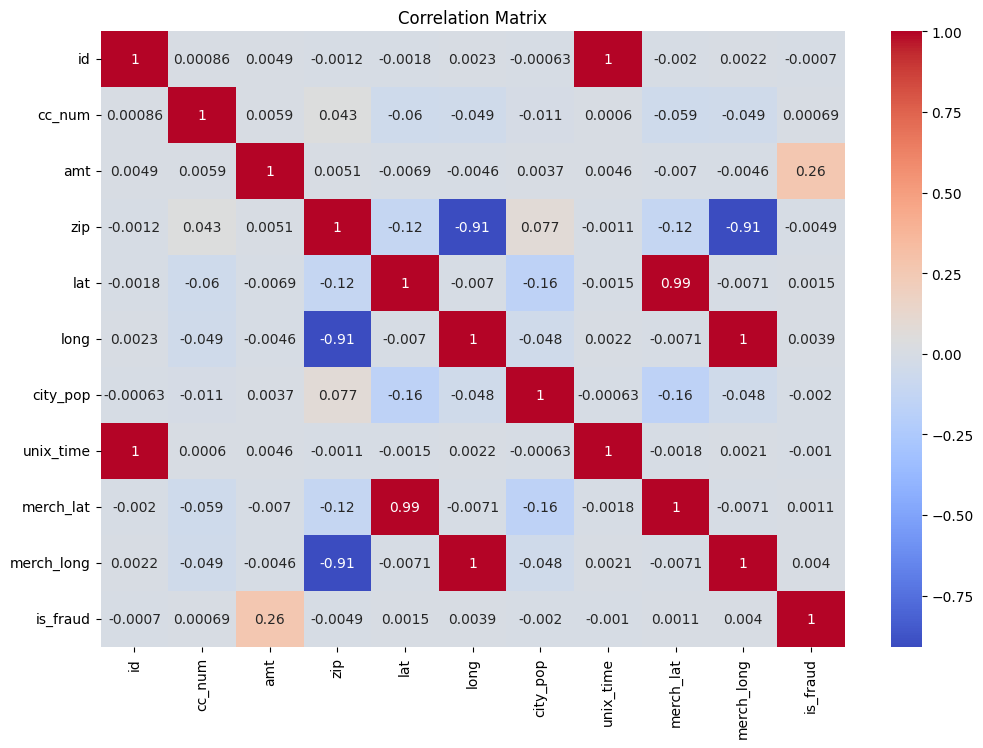 Correlation Matrix
id 1 0.00086 0.0049 -0.0012 -0.0018 0.0023 -0.00063 1 -0.002 0.0022 -0.0007
cc_num 0.00086 1 0.0059 0.043 -0.06 -0.049 -0.011 0.0006 -0.059 -0.049 0.00069
amt 0.0049 0.0059 1 0.0051 -0.0069 -0.0046 0.0037 0.0046 -0.007 -0.0046 0.26
zip -0.0012 0.043 0.0051 1 -0.12 -0.91 0.077 -0.0011 -0.12 -0.91 -0.0049
lat -0.0018 -0.06 -0.0069 -0.12 1 -0.007 -0.16 -0.0015 0.99 -0.0071 0.0015
long 0.0023 -0.049 -0.0046 -0.91 -0.007 1 -0.048 0.0022 -0.0071 1 0.0039
city_pop -0.00063 -0.011 0.0037 0.077 -0.16 -0.048 1 -0.00063 -0.16 -0.048 -0.002
unix_time 1 0.0006 0.0046 -0.0011 -0.0015 0.0022 -0.00063 1 -0.0018 0.0021 -0.001
merch_lat -0.002 -0.059 -0.007 -0.12 0.99 -0.0071 -0.16 -0.0018 1 -0.0071 0.0011
merch_long 0.0022 -0.049 -0.0046 -0.91 -0.0071 1 -0.048 0.0021 -0.0071 1 0.004
is_fraud -0.0007 0.00069 0.26 -0.0049 0.0015 0.0039 -0.002 -0.001 0.0011 0.004 1
id cc_num amt zip lat long city_pop unix_time merch_lat merch_long is_fraud
1.00
0.75
0.50
0.25
0.00
−0.25
−0.50
−0.75